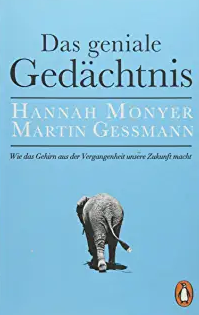 Das geniale
Gedächtnis
HANNAH MONYER
MARTIN GESSMANN
Wie das Gehirn aus der Vergangenheit unsere Zukunft macht